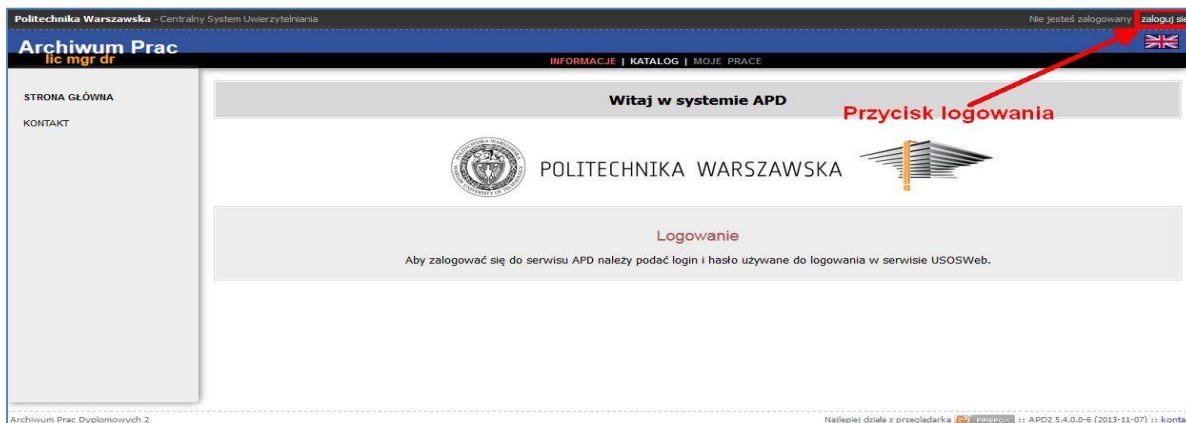 Politechnika Warszawska - Centralny System Uwierzytelniania
Nie jesteś zalogowany
zaloguj się
Archiwum Prac
lic mgr dr
INFORMACJE | KATALOG | MOJE PRACE
STRONA GŁÓWNA
KONTAKT
Witaj w systemie APD
Przycisk logowania
POLITECHNIKA WARSZAWSKA
Logowanie
Aby zalogować się do serwisu APD należy podać login i hasło używane do logowania w serwisie USOSWeb.
Archiwum Prac Dyplomowych 2
Najlepiej działa z przeglądarką FIREFOX :: APD2 5.4.0.0-6 (2013-11-07) :: konta